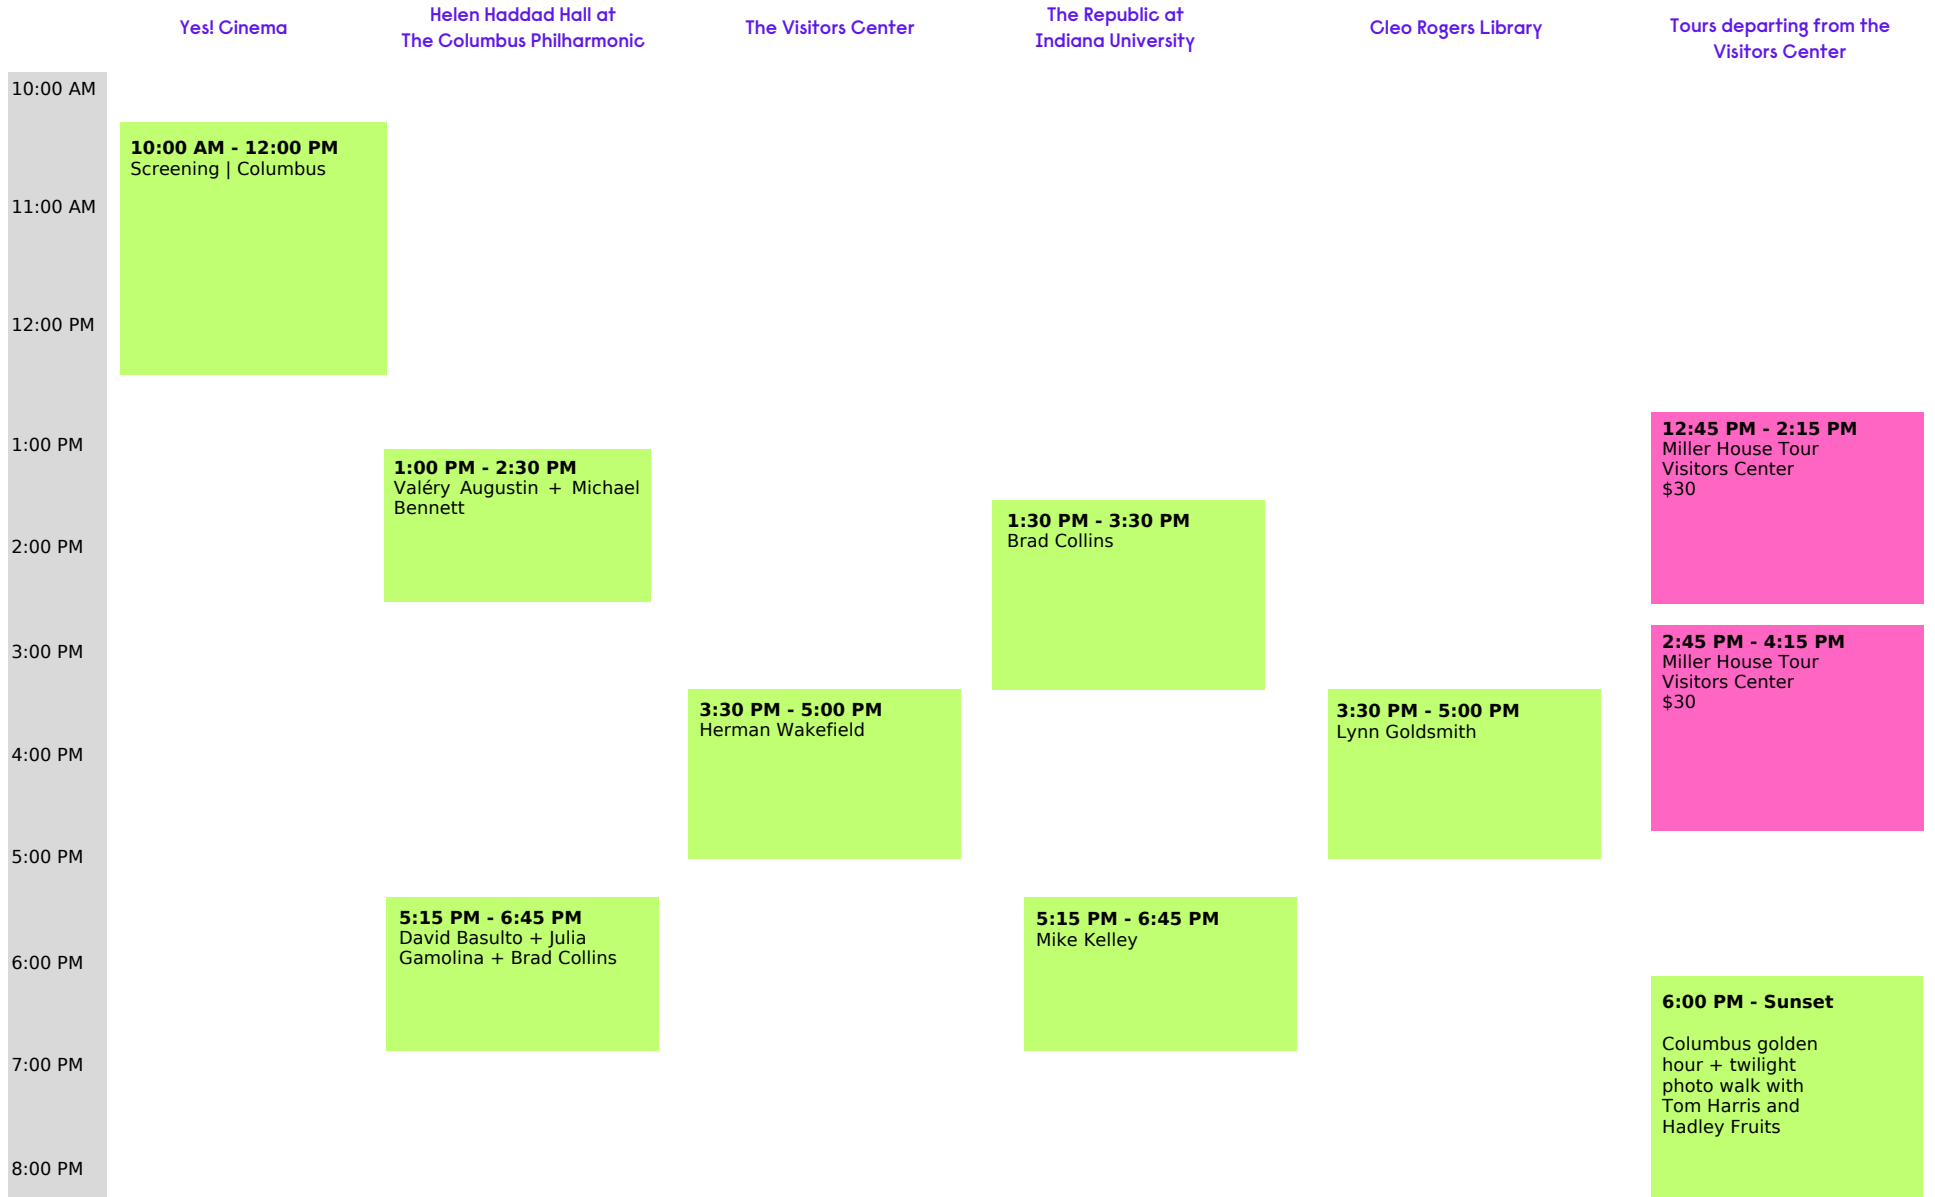 Yes! Cinema
Helen Haddad Hall at
The Columbus Philharmonic
The Visitors Center
The Republic at
Indiana University
Cleo Rogers Library
Tours departing from the
Visitors Center
10:00 AM
11:00 AM
12:00 PM
1:00 PM
2:00 PM
3:00 PM
4:00 PM
5:00 PM
6:00 PM
7:00 PM
8:00 PM
10:00 AM - 12:00 PM
Screening | Columbus
1:00 PM - 2:30 PM
Valéry Augustin + Michael
Bennett
5:15 PM - 6:45 PM
David Basulto + Julia
Gamolina + Brad Collins
3:30 PM - 5:00 PM
Herman Wakefield
1:30 PM - 3:30 PM
Brad Collins
5:15 PM - 6:45 PM
Mike Kelley
3:30 PM - 5:00 PM
Lynn Goldsmith
12:45 PM - 2:15 PM
Miller House Tour
Visitors Center
$30
2:45 PM - 4:15 PM
Miller House Tour
Visitors Center
$30
6:00 PM - Sunset
Columbus golden
hour + twilight
photo walk with
Tom Harris and
Hadley Fruits